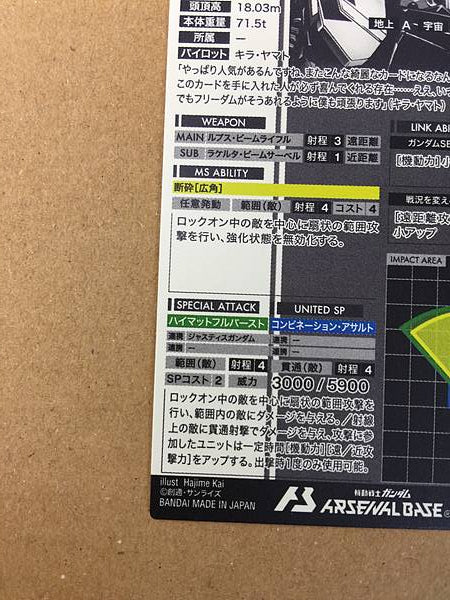 頭頂高 18.03m
本体重量 71.5t
所属 ー
パイロット キラ・ヤマト
地上 A 宇宙
「やっぱり人気があるんですね。またこんな綺麗なカードになるなん
このカードを手に入れた人が必ず喜んでくれる存在……ええ。いつ
でもフリーダムがそうあれるように僕も頑張ります」(キラ・ヤマト)
WEAPON
MAIN ルプス・ビームライフル 射程 3 遠距離
SUB ラケルタ・ビームサーベル 射程 1 近距離
MS ABILITY
断砕[広角]
任意発動 範囲(敵) 射程 4 コスト 4
ロックオン中の敵を中心に扇状の範囲攻
撃を行い、強化状態を無効化する。
LINK ABI
ガンダムSE
[機動力]小
戦況を変え
[遠距離攻
小アップ
IMPACT AREA
SPECIAL ATTACK
UNITED SP
ハイマットフルバースト
コンビネーション・アサルト
連携 ジャスティスガンダム
連携 ー
連携 ー
連携 ー
範囲(敵) 射程 4
貫通(敵) 射程 4
SPコスト 2 威力 3000/5900
ロックオン中の敵を中心に扇状の範囲攻撃を
行い、範囲内の敵にダメージを与える。/射線
上の敵に貫通射撃でダメージを与え、攻撃に参
加したユニットは一定時間[機動力][遠/近攻
撃力]をアップする。出撃時1度のみ使用可能。
illust Hajime Kai
©創通・サンライズ
BANDAI MADE IN JAPAN
機動戦士ガンダム
ARSENAL BASE